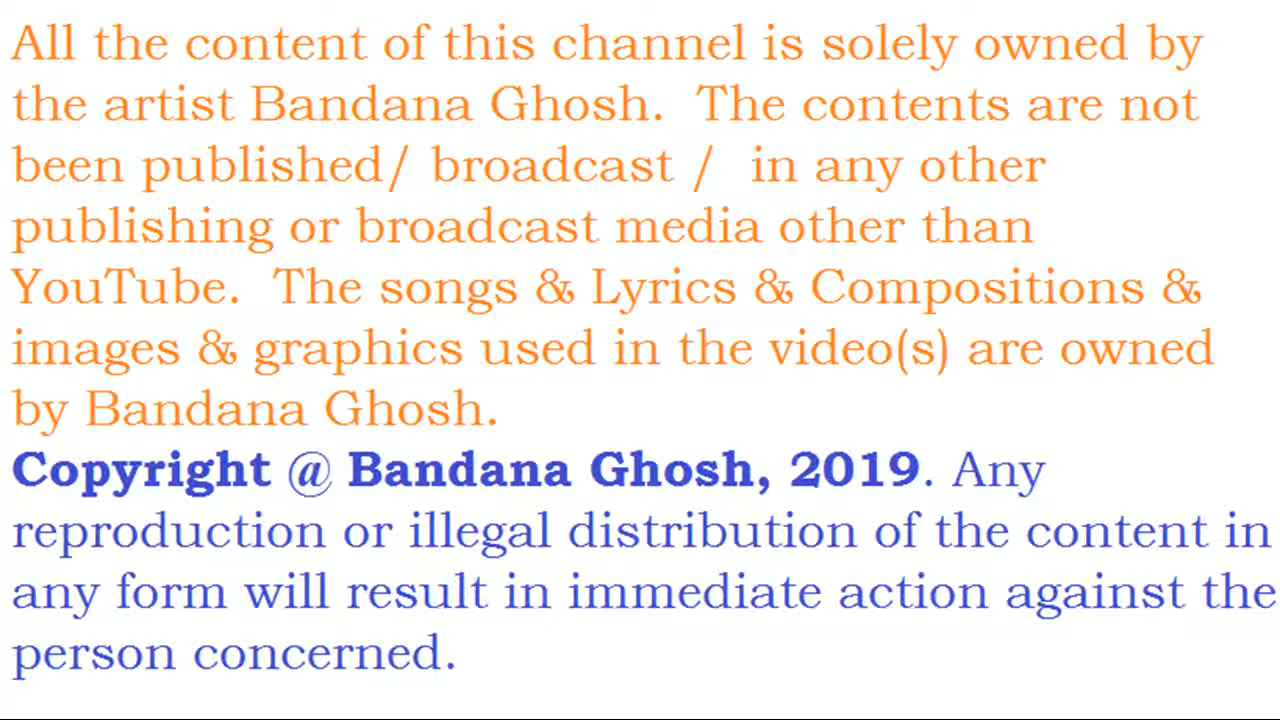 All the content of this channel is solely owned by
the artist Bandana Ghosh.  The contents are not
been published/ broadcast /  in any other
publishing or broadcast media other than
YouTube.  The songs & Lyrics & Compositions &
images & graphics used in the video(s) are owned
by Bandana Ghosh.
Copyright @ Bandana Ghosh, 2019. Any
reproduction or illegal distribution of the content in
any form will result in immediate action against the
person concerned.